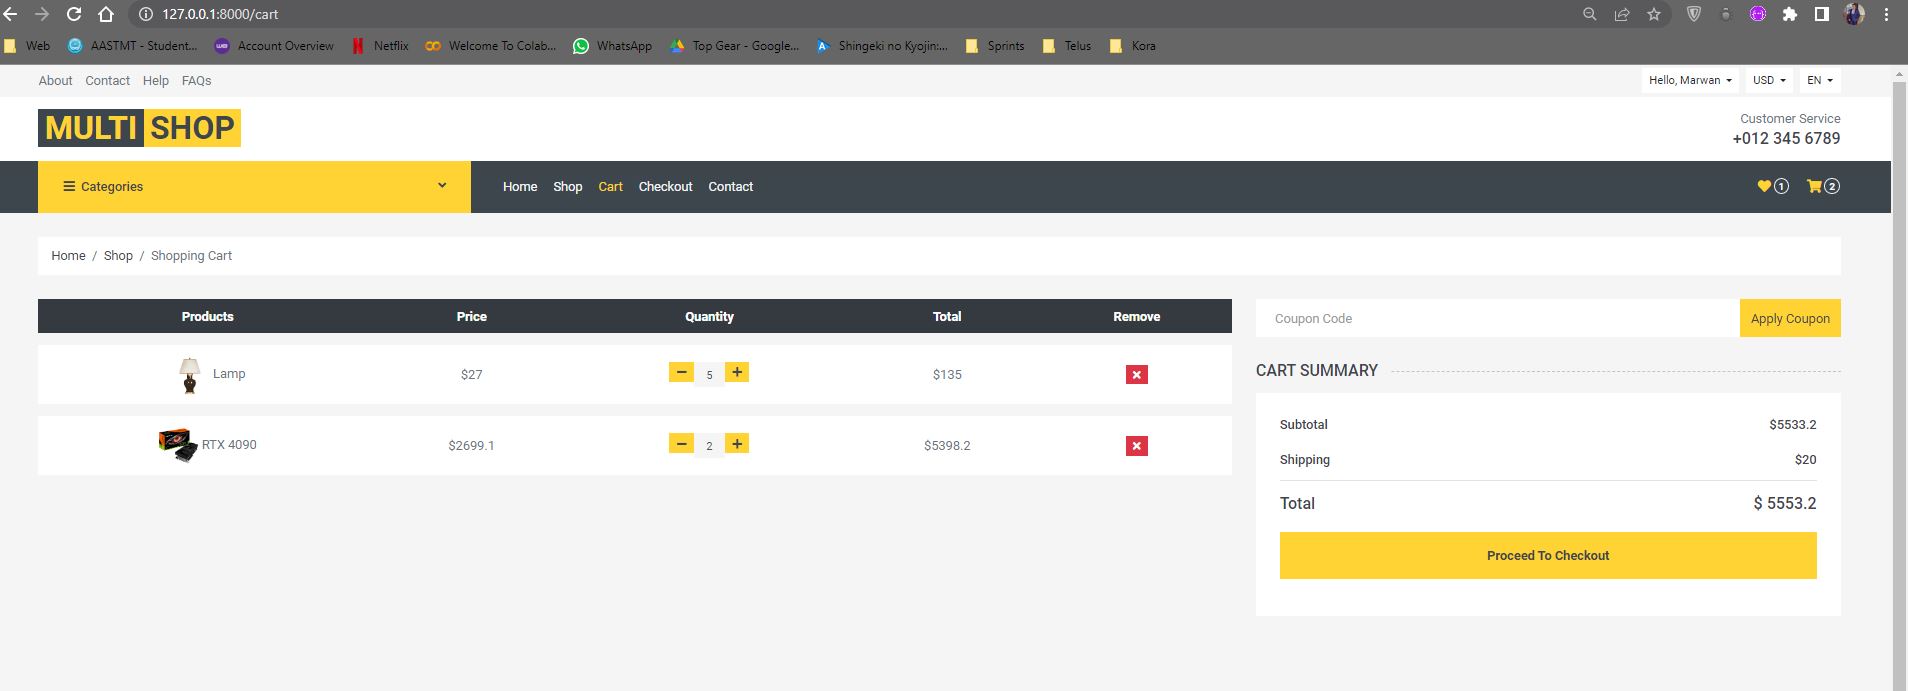 127.0.0.1:8000/cart
Web AASTMT - Student... Account Overview Netflix Welcome To Colab... WhatsApp Top Gear - Google... Shingeki no Kyojin:... Sprints Telus Kora
About Contact Help FAQs Hello, Marwan USD EN
MULTI SHOP
Customer Service
+012 345 6789
Categories Home Shop Cart Checkout Contact 1 2
Home / Shop / Shopping Cart
Products Price Quantity Total Remove
Lamp $27 − 5 + $135 ×
RTX 4090 $2699.1 − 2 + $5398.2 ×
Coupon Code Apply Coupon
CART SUMMARY
Subtotal $5533.2
Shipping $20
Total $ 5553.2
Proceed To Checkout